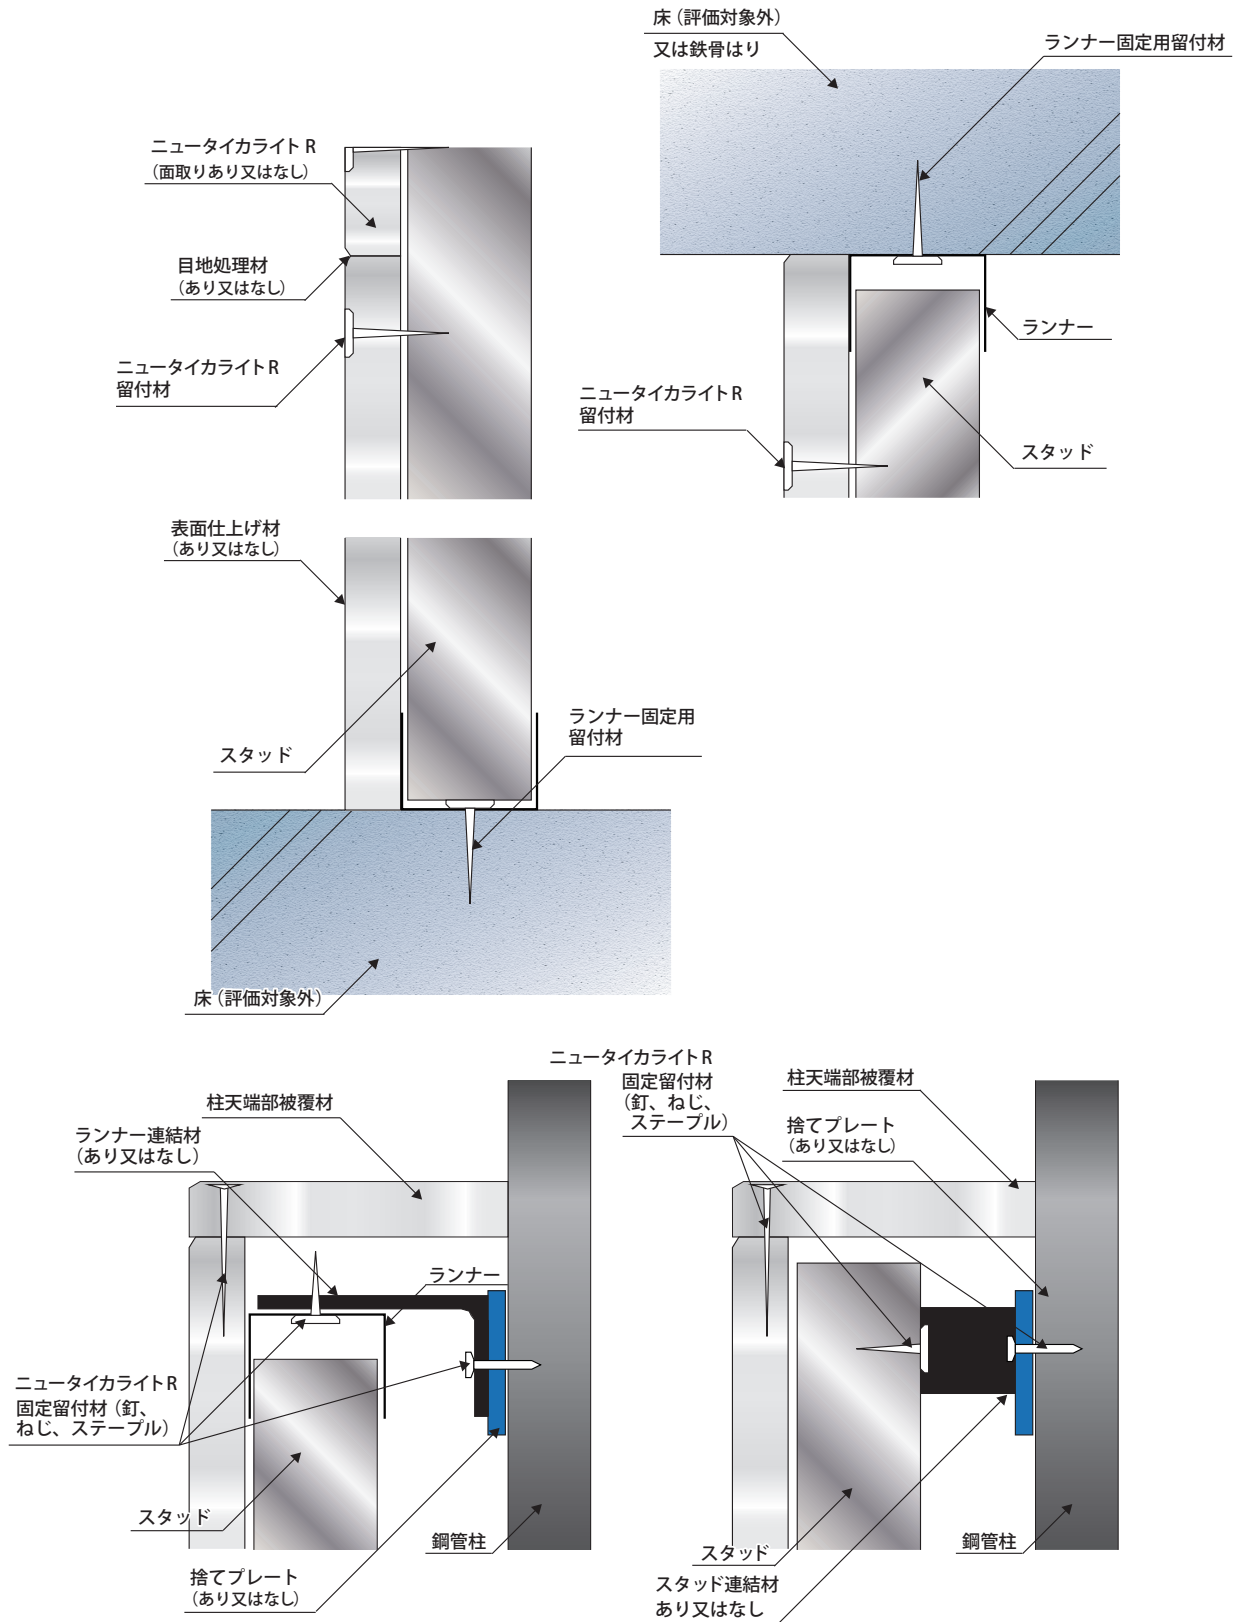 床（評価対象外）
又は鉄骨はり
ランナー固定用留付材
ニュータイカライト R
（面取りあり又はなし）
目地処理材
（あり又はなし）
ニュータイカライト R
留付材
ランナー
ニュータイカライト R
留付材
スタッド
表面仕上げ材
（あり又はなし）
ランナー固定用
留付材
スタッド
床（評価対象外）
柱天端部被覆材
ランナー連結材
（あり又はなし）
ランナー
ニュータイカライト R
固定留付材（釘、
ねじ、ステープル）
スタッド
捨てプレート
（あり又はなし）
鋼管柱
ニュータイカライト R
固定留付材
（釘、ねじ、
ステープル）
柱天端部被覆材
捨てプレート
（あり又はなし）
スタッド
スタッド連結材
あり又はなし
鋼管柱